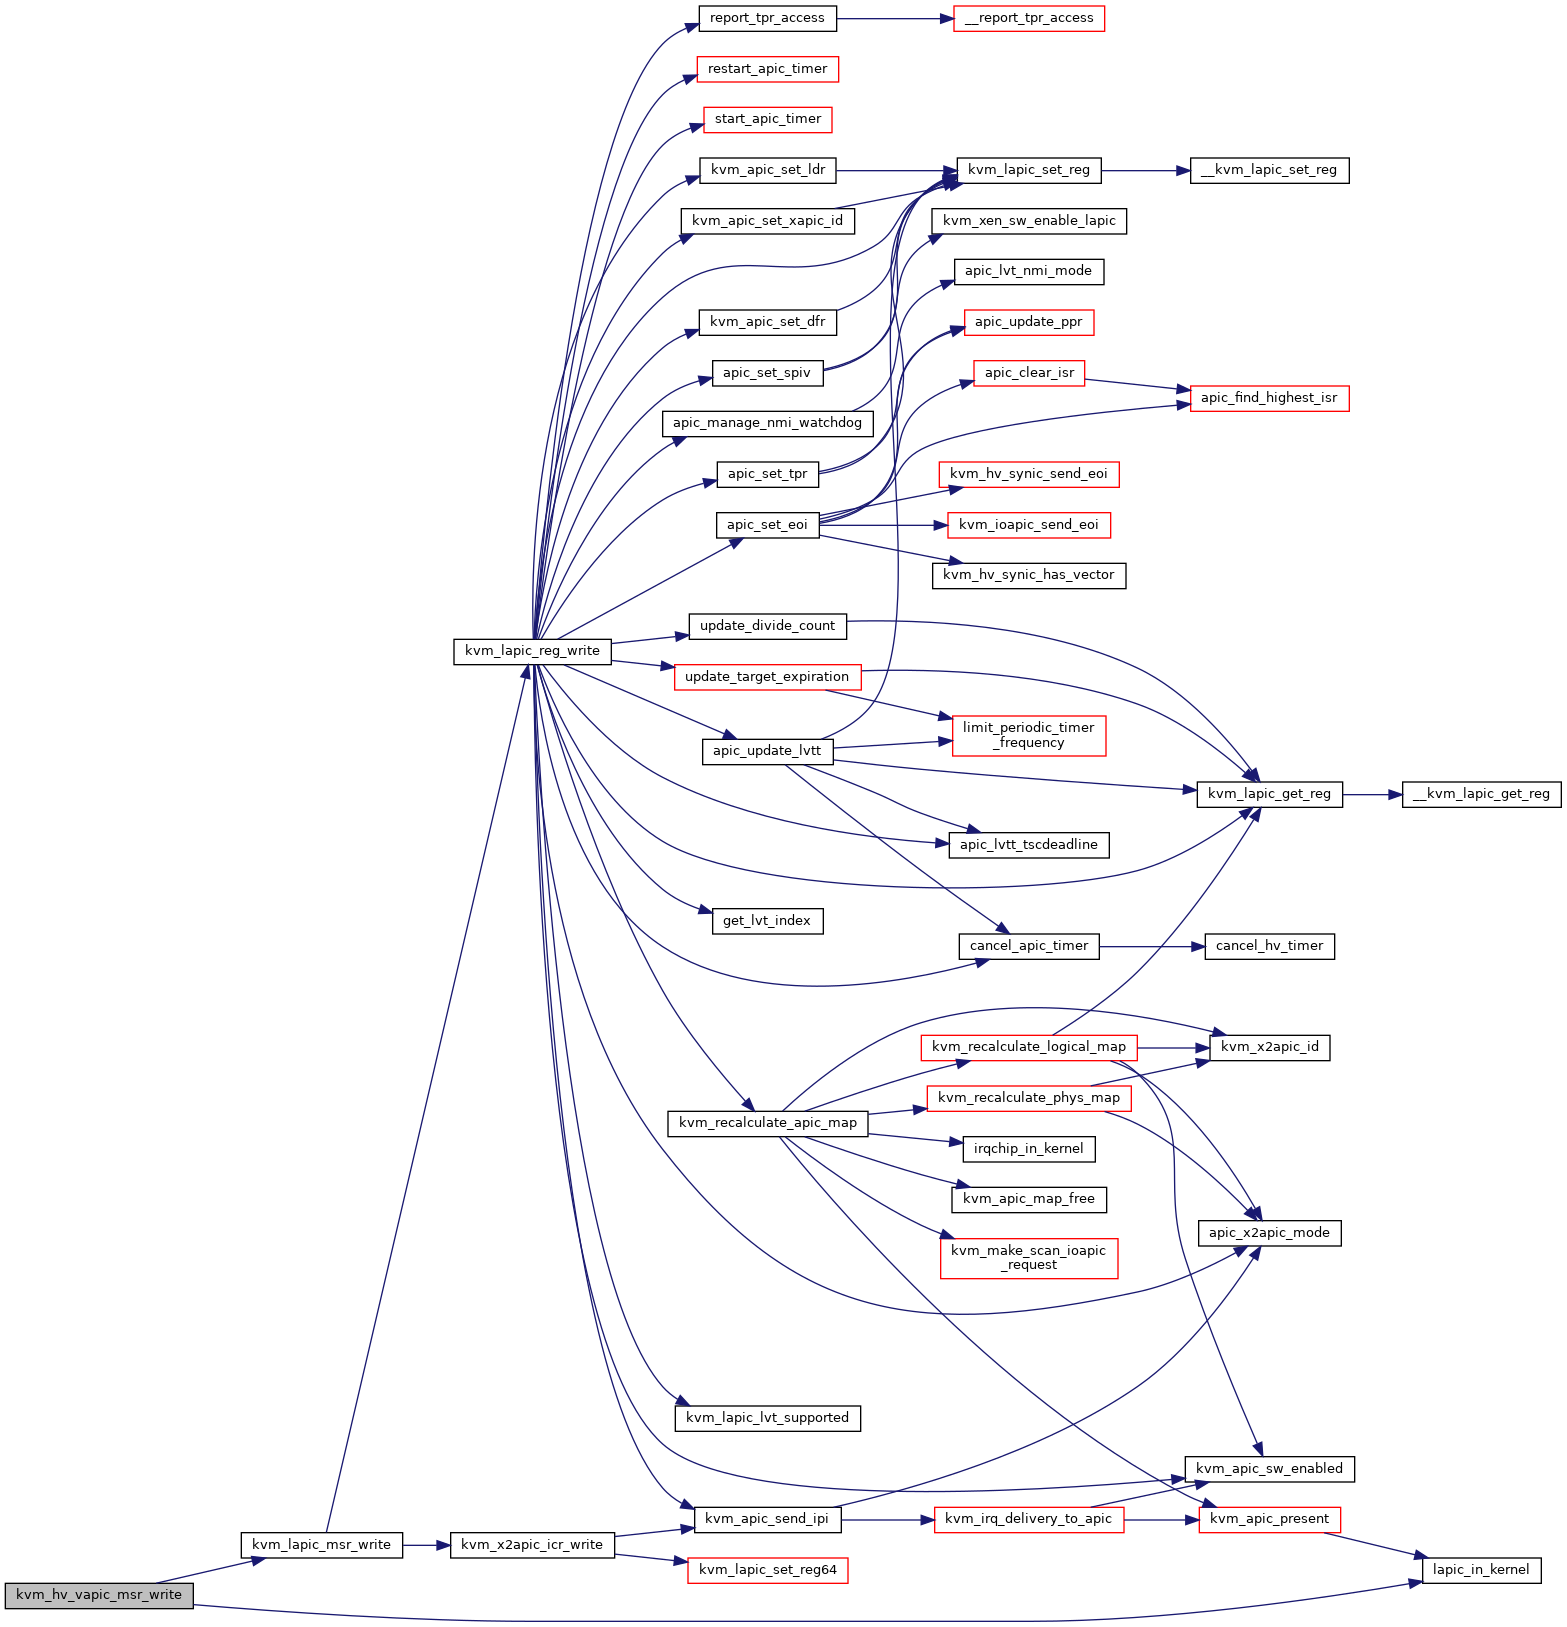 report_tpr_access
__report_tpr_access
restart_apic_timer
start_apic_timer
kvm_apic_set_ldr
kvm_lapic_set_reg
__kvm_lapic_set_reg
kvm_apic_set_xapic_id
kvm_xen_sw_enable_lapic
apic_lvt_nmi_mode
kvm_apic_set_dfr
apic_update_ppr
apic_set_spiv
apic_clear_isr
apic_find_highest_isr
apic_manage_nmi_watchdog
apic_set_tpr
kvm_hv_synic_send_eoi
apic_set_eoi
kvm_ioapic_send_eoi
kvm_hv_synic_has_vector
update_divide_count
kvm_lapic_reg_write
update_target_expiration
limit_periodic_timer
_frequency
apic_update_lvtt
kvm_lapic_get_reg
__kvm_lapic_get_reg
apic_lvtt_tscdeadline
get_lvt_index
cancel_apic_timer
cancel_hv_timer
kvm_recalculate_logical_map
kvm_x2apic_id
kvm_recalculate_phys_map
kvm_recalculate_apic_map
irqchip_in_kernel
kvm_apic_map_free
apic_x2apic_mode
kvm_make_scan_ioapic
_request
kvm_lapic_lvt_supported
kvm_apic_sw_enabled
kvm_apic_send_ipi
kvm_irq_delivery_to_apic
kvm_apic_present
kvm_lapic_msr_write
kvm_x2apic_icr_write
kvm_lapic_set_reg64
lapic_in_kernel
kvm_hv_vapic_msr_write